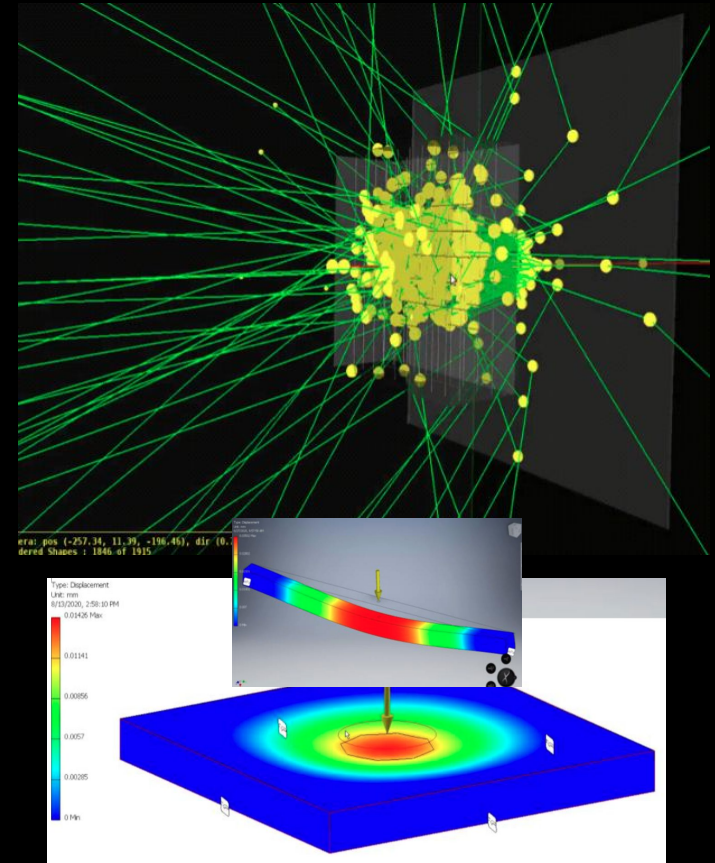 era: pos (-257.34, 11.39, -196.46), dir (0.
dered Shapes : 1846 of 1915
Type: Displacement
Unit: mm
8/13/2020, 2:58:10 PM
0.01426 Max
0.01141
0.00856
0.0057
0.00285
0 Min